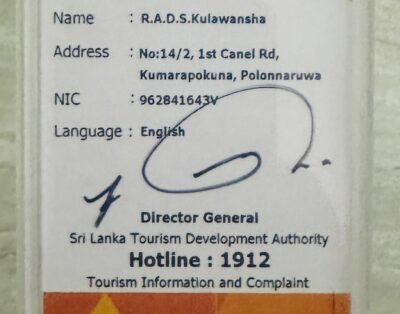 Name : R.A.D.S.Kulawansha
Address : No:14/2, 1st Canel Rd,
Kumarapokuna, Polonnaruwa
NIC : 962841643V
Language : English
Director General
Sri Lanka Tourism Development Authority
Hotline : 1912
Tourism Information and Complaint